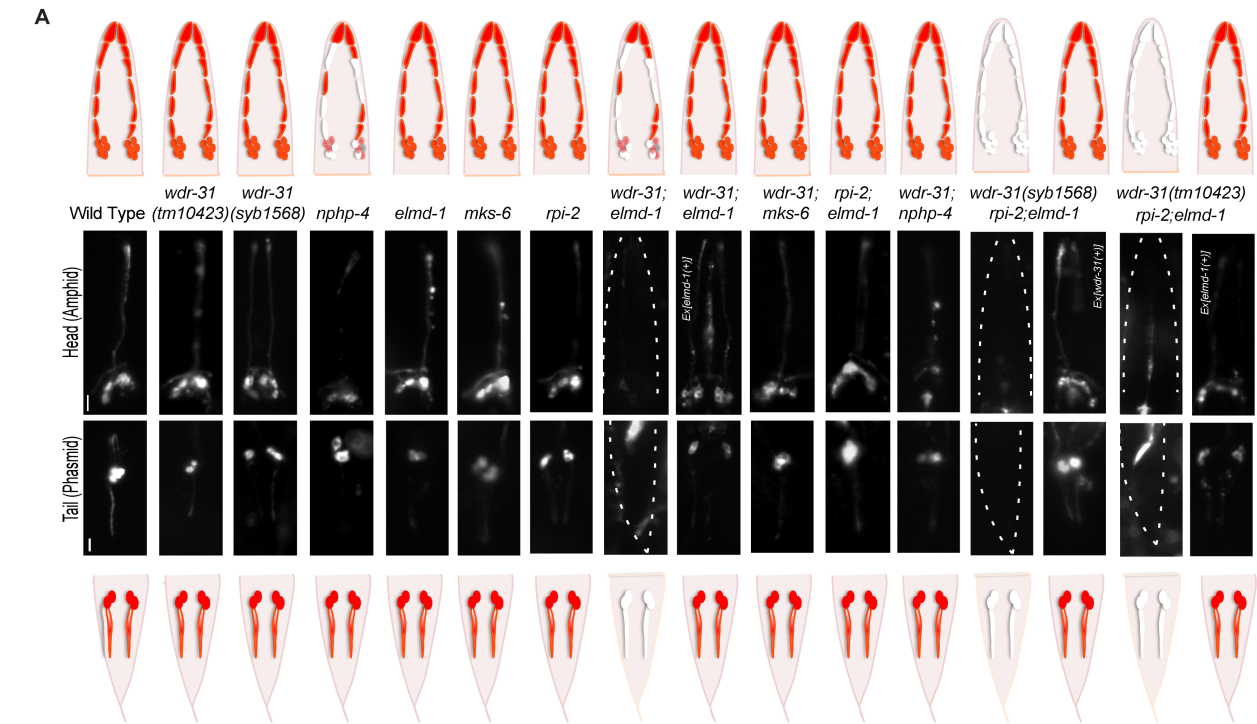 A
wdr-31 wdr-31 wdr-31; wdr-31; wdr-31; rpi-2; wdr-31; wdr-31(syb1568) wdr-31(tm10423)
Wild Type (tm10423) (syb1568) nphp-4 elmd-1 mks-6 rpi-2 elmd-1 elmd-1 mks-6 elmd-1 nphp-4 rpi-2;elmd-1 rpi-2;elmd-1
Head (Amphid)
Ex[elmd-1(+)]
Ex[wdr-31(+)]
Ex[elmd-1(+)]
Tail (Phasmid)